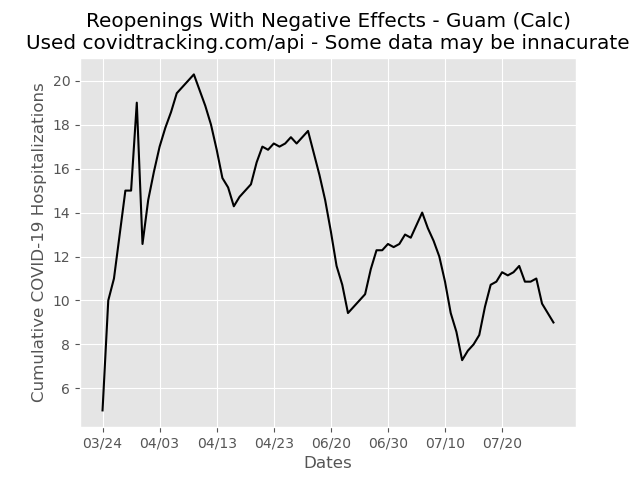 Reopenings With Negative Effects - Guam (Calc)
Used covidtracking.com/api - Some data may be innacurate
Cumulative COVID-19 Hospitalizations
20
18
16
14
12
10
8
6
03/24 04/03 04/13 04/23 06/20 06/30 07/10 07/20
Dates